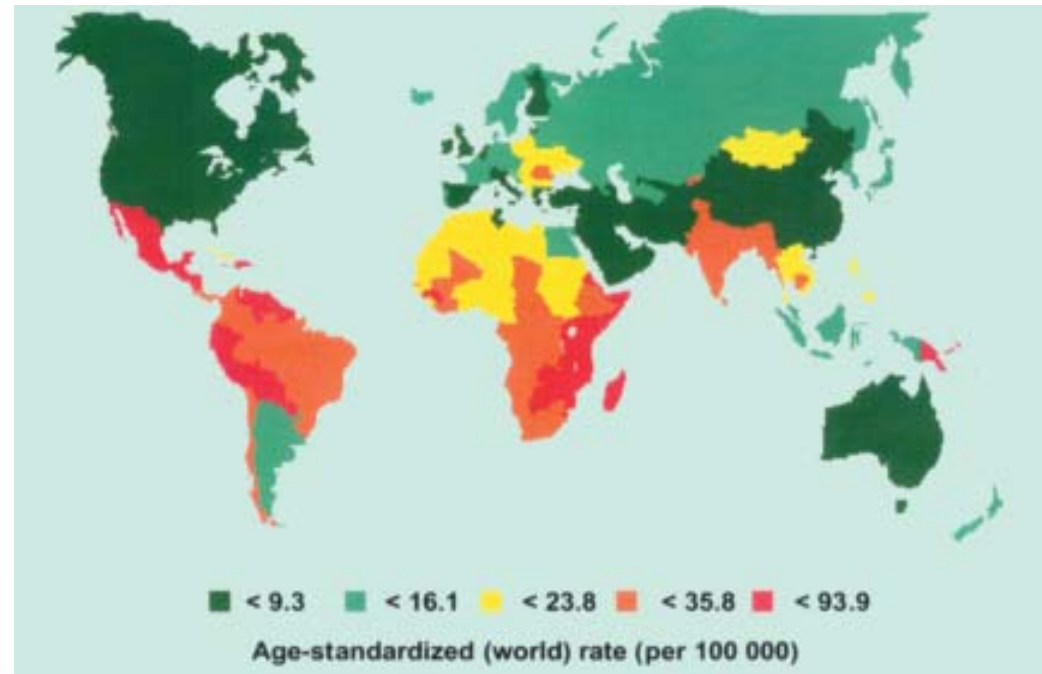 < 9.3 < 16.1 < 23.8 < 35.8 < 93.9
Age-standardized (world) rate (per 100 000)